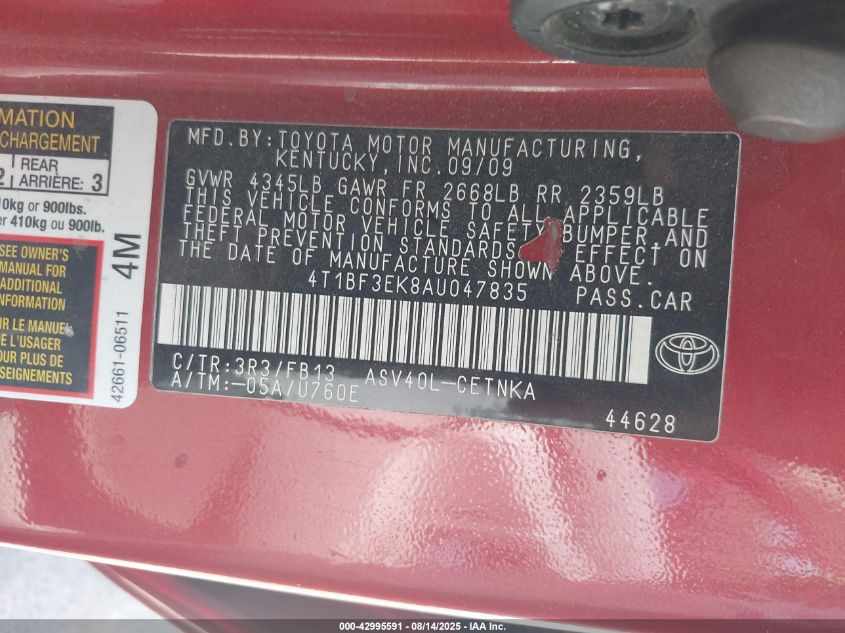 MATION
CHARGEMENT
REAR
2 ARRIÈRE: 3
10kg or 900lbs.
er 410kg ou 900lb.
SEE OWNER'S
MANUAL FOR
ADDITIONAL
INFORMATION
LE MANUEL
DE L'USAGER
POUR PLUS DE
SEIGNEMENTS
4M
42661-06511
MFD.BY:TOYOTA MOTOR MANUFACTURING,
KENTUCKY,INC.09/09
GVWR 4345LB GAWR FR 2668LB RR 2359LB
THIS VEHICLE CONFORMS TO ALL APPLICABLE
FEDERAL MOTOR VEHICLE SAFETY, BUMPER,AND
THEFT PREVENTION STANDARDS EFFECT ON
THE DATE OF MANUFACTURE SHOWN ABOVE.
4T1BF3EK8AU047835 PASS.CAR
C/TR:3R3/FB13 ASV40L-CETNKA
A/TM:-05A/U760E
44628
000-42995591 - 08/14/2025 - IAA Inc.